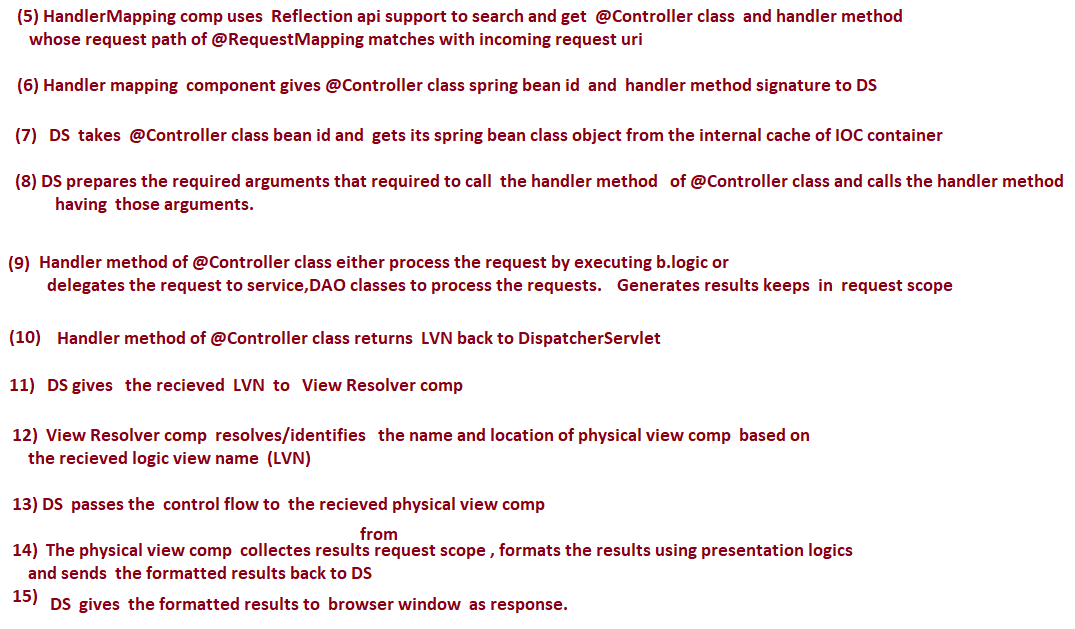 (5) HandlerMapping comp uses Reflection api support to search and get @Controller class and handler method
whose request path of @RequestMapping matches with incoming request uri
(6) Handler mapping component gives @Controller class spring bean id and handler method signature to DS
(7) DS takes @Controller class bean id and gets its spring bean class object from the internal cache of IOC container
(8) DS prepares the required arguments that required to call the handler method of @Controller class and calls the handler method
having those arguments.
(9) Handler method of @Controller class either process the request by executing b.logic or
delegates the request to service,DAO classes to process the requests. Generates results keeps in request scope
(10) Handler method of @Controller class returns LVN back to DispatcherServlet
11) DS gives the recieved LVN to View Resolver comp
12) View Resolver comp resolves/identifies the name and location of physical view comp based on
the recieved logic view name (LVN)
13) DS passes the control flow to the recieved physical view comp
from
14) The physical view comp collectes results request scope , formats the results using presentation logics
and sends the formatted results back to DS
15) DS gives the formatted results to browser window as response.